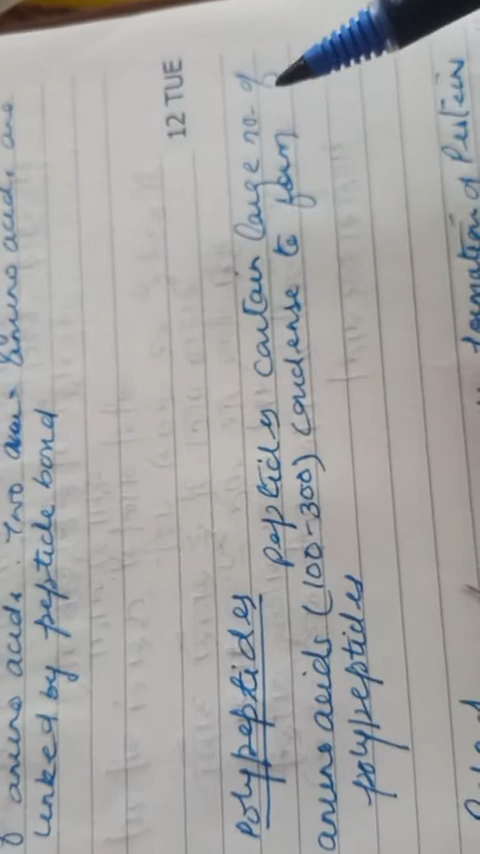 of amino acids. Two amino acids are
linked by peptide bond
12 TUE
Polypeptides peptides contain large no. of
amino acids (100-300) condense to form
polypeptides
formation of Protein